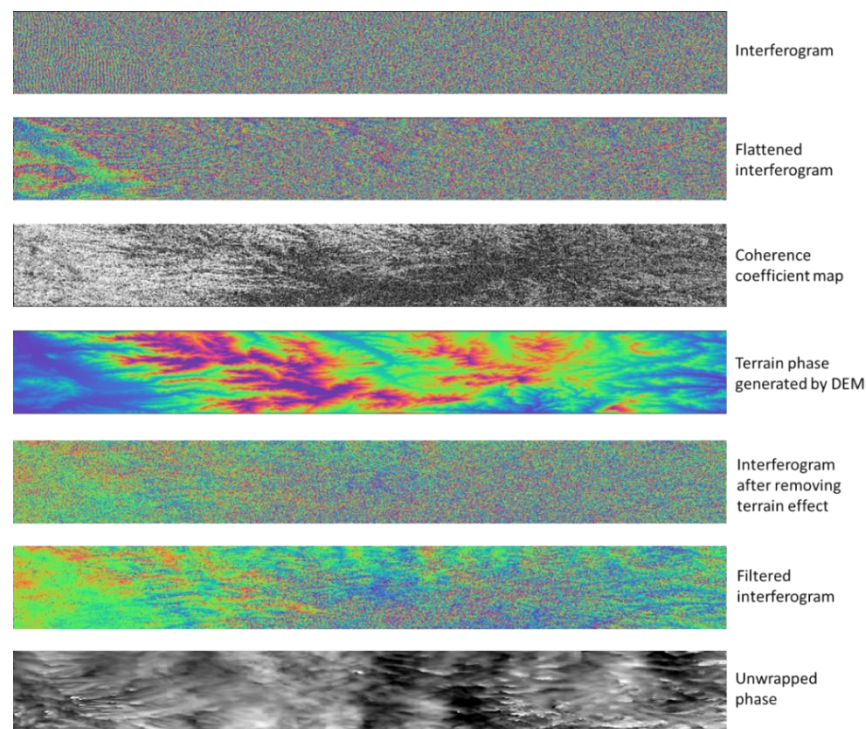 Interferogram
Flattened
interferogram
Coherence
coefficient map
Terrain phase
generated by DEM
Interferogram
after removing
terrain effect
Filtered
interferogram
Unwrapped
phase